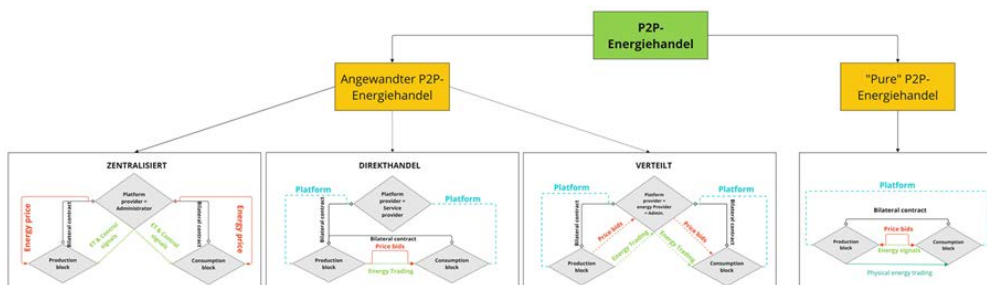 P2P-
Energiehandel
Angewandter P2P-
Energiehandel
"Pure" P2P-
Energiehandel
ZENTRALISIERT
Platform
provider =
Administrator
Energy price
Bilateral contract
ET & Control
signals
ET & Control
signals
Bilateral
contract
Energy price
Production
block
Consumption
block
DIREKTHANDEL
Platform
Platform
provider =
Service
provider
Platform
Bilateral contract
Bilateral contract
Price bids
Production
block
Consumption
block
Energy Trading
VERTEILT
Platform
Platform
provider =
energy Provider
= Admin.
Platform
Bilateral contract
Price bids
Energy Trading
Price bids
Energy Trading
Bilateral
contract
Production
block
Consumption
block
Platform
Bilateral contract
Production
block
Price bids
Energy signals
Consumption
block
Physical energy trading